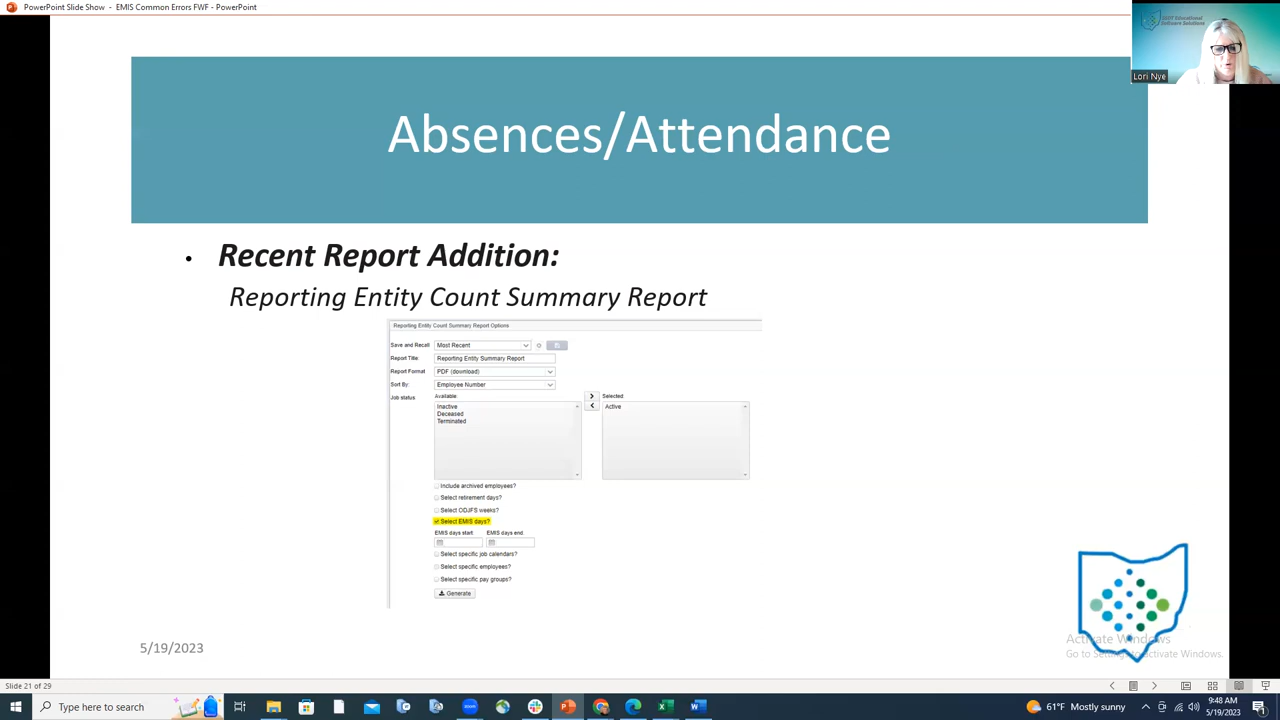 PowerPoint Slide Show - EMIS Common Errors FWF - PowerPoint
Lori Nye
Absences/Attendance
• Recent Report Addition:
Reporting Entity Count Summary Report
Reporting Entity Count Summary Report Options
Save and Recall Most Recent
Report Title: Reporting Entity Summary Report
Report Format PDF (download)
Sort By: Employee Number
Job status: Available: Selected:
Inactive Active
Deceased
Terminated
Include archived employees?
Select retirement days?
Select ODJFS weeks?
Select EMIS days?
EMIS days start EMIS days end
Select specific job calendars?
Select specific employees?
Select specific pay groups?
Generate
Activate Windows
Go to Settings to activate Windows.
5/19/2023
Slide 21 of 29
Type here to search
61°F Mostly sunny
9:48 AM
5/19/2023